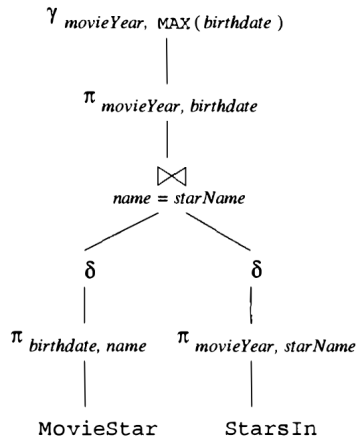 γ movieYear, MAX ( birthdate )
π movieYear, birthdate
⋈
name = starName
δ δ
π birthdate, name π movieYear, starName
MovieStar StarsIn